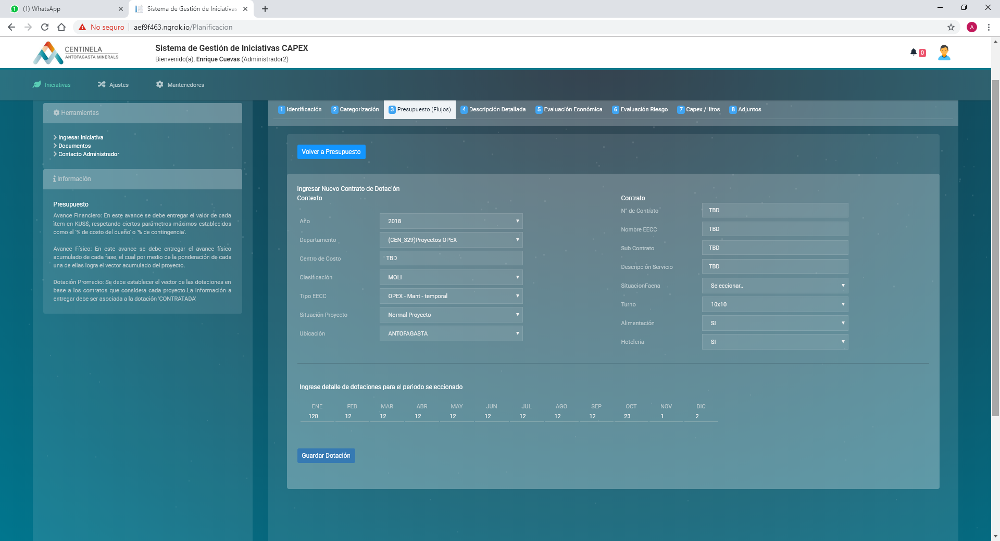 (1) WhatsApp
Sistema de Gestión de Iniciativas
No seguro
aef9f463.ngrok.io/Planificacion
A
CENTINELA
ANTOFAGASTA MINERALS
Sistema de Gestión de Iniciativas CAPEX
Bienvenido(a), Enrique Cuevas (Administrador2)
0
Iniciativas
Ajustes
Mantenedores
Herramientas
Ingresar Iniciativa
Documentos
Contacto Administrador
Información
Presupuesto
Avance Financiero: En este avance se debe entregar el valor de cada
item en KUS$, respetando ciertos parámetros máximos establecidos
como el '% de costo del dueño' o '% de contingencia'.
Avance Físico: En este avance se debe entregar el avance físico
acumulado de cada fase, el cual por medio de la ponderación de cada
una de ellas logra el vector acumulado del proyecto.
Dotación Promedio: Se debe establecer el vector de las dotaciones en
base a los contratos que considera cada proyecto.La información a
entregar debe ser asociada a la dotación 'CONTRATADA'
1 Identificación 2 Categorización 3 Presupuesto (Flujos) 4 Descripción Detallada 5 Evaluación Económica 6 Evaluación Riesgo 7 Capex /Hitos 8 Adjuntos
Volver a Presupuesto
Ingresar Nuevo Contrato de Dotación
Contexto
Año 2018
Departamento (CEN_329)Proyectos OPEX
Centro de Costo TBD
Clasificación MOLI
Tipo EECC OPEX - Mant - temporal
Situación Proyecto Normal Proyecto
Ubicación ANTOFAGASTA
Contrato
N° de Contrato TBD
Nombre EECC TBD
Sub Contrato TBD
Descripción Servicio TBD
SituacionFaena Seleccionar..
Turno 10x10
Alimentación SI
Hoteleria SI
Ingrese detalle de dotaciones para el periodo seleccionado
ENE FEB MAR ABR MAY JUN JUL AGO SEP OCT NOV DIC
120 12 12 12 12 12 12 12 12 23 1 2
Guardar Dotación